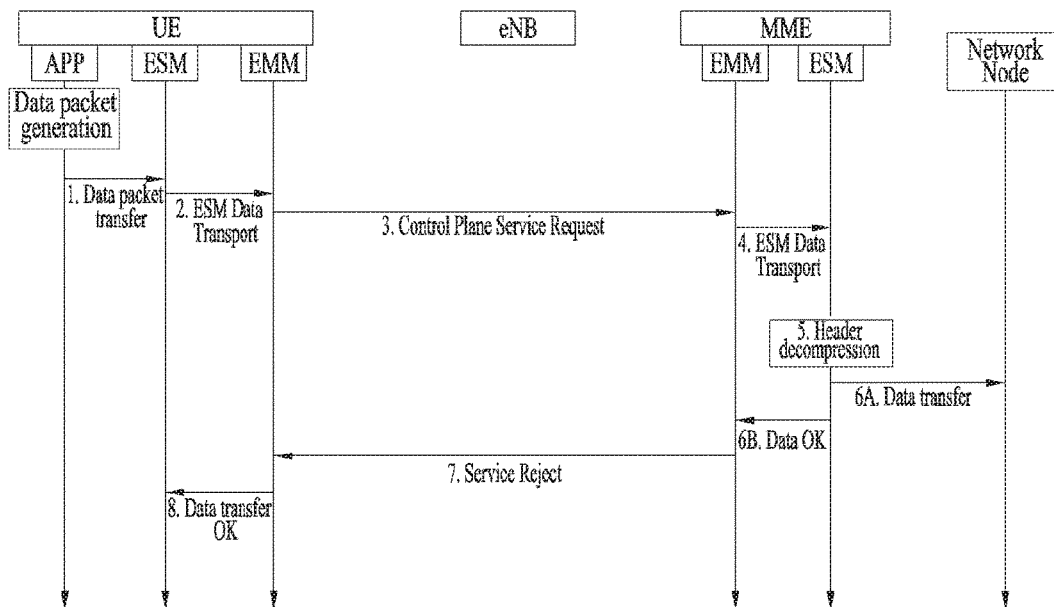 UE
eNB
MME
APP
ESM
EMM
EMM
ESM
Network
Node
Data packet
generation
1. Data packet
transfer
2. ESM Data
Transport
3. Control Plane Service Request
4. ESM Data
Transport
5. Header
decompression
6A. Data transfer
6B. Data OK
7. Service Reject
8. Data transfer
OK